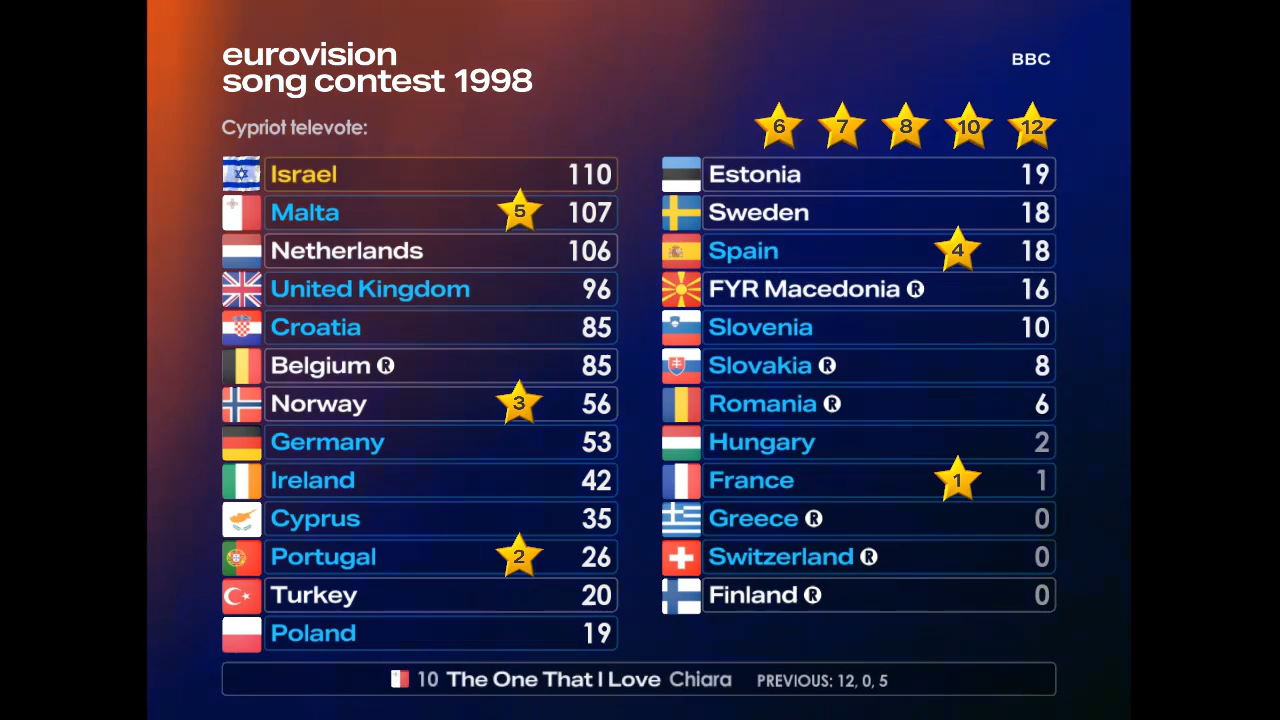 eurovision
song contest 1998
BBC
Cypriot televote:
6 7 8 10 12
Israel 110
Malta 5 107
Netherlands 106
United Kingdom 96
Croatia 85
Belgium R 85
Norway 3 56
Germany 53
Ireland 42
Cyprus 35
Portugal 2 26
Turkey 20
Poland 19
Estonia 19
Sweden 18
Spain 4 18
FYR Macedonia R 16
Slovenia 10
Slovakia R 8
Romania R 6
Hungary 2
France 1 1
Greece R 0
Switzerland R 0
Finland R 0
10 The One That I Love Chiara PREVIOUS: 12, 0, 5